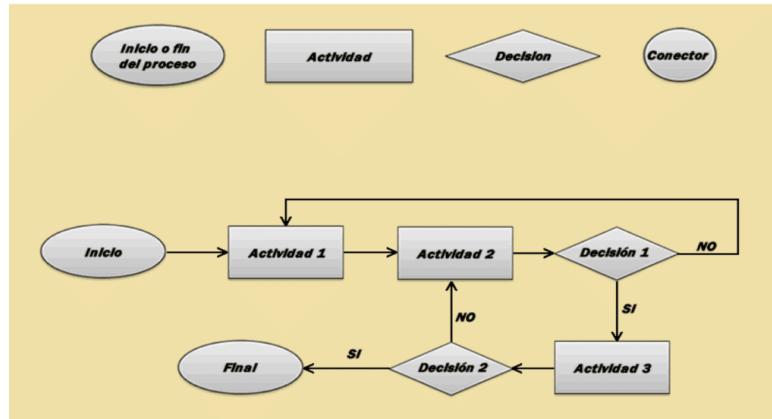 Inicio o fin
del proceso
Actividad
Decision
Conector
Inicio
Actividad 1
Actividad 2
Decisión 1
NO
SI
NO
Final
SI
Decisión 2
Actividad 3